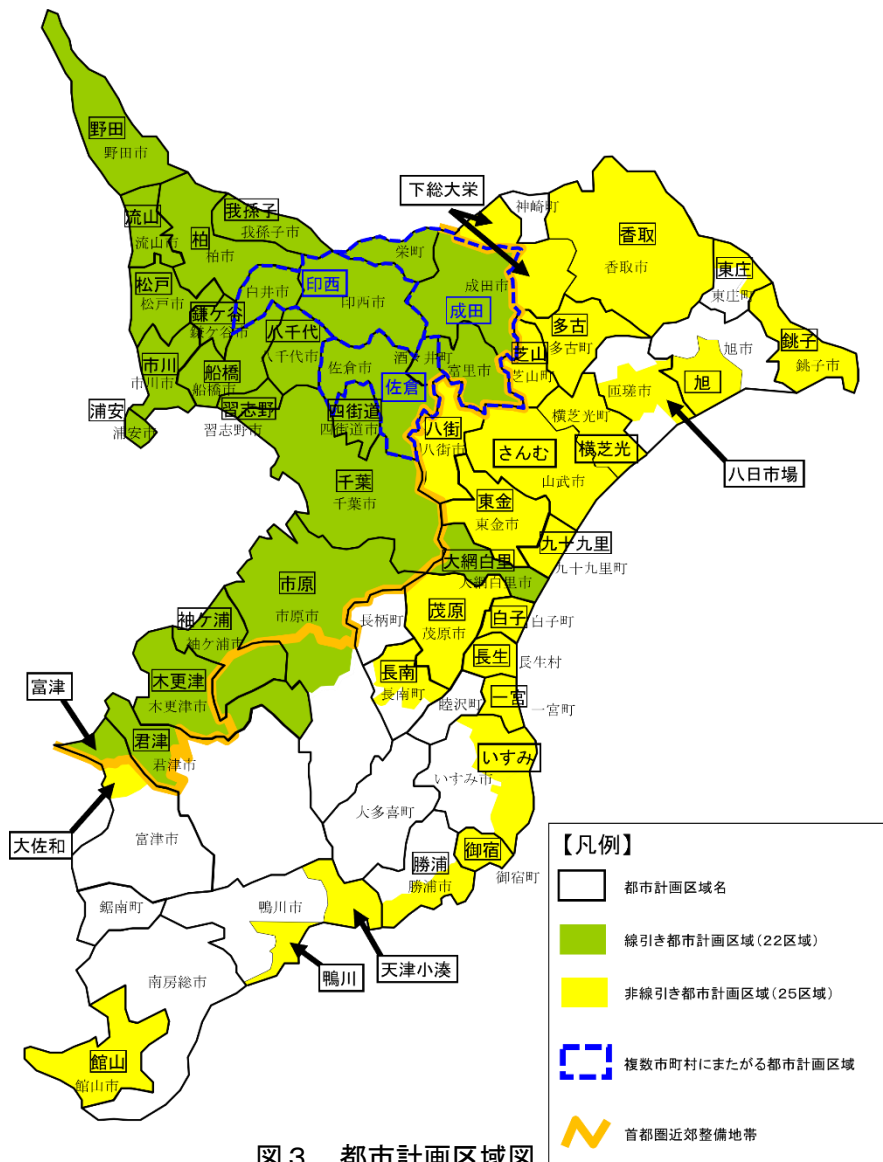 野田
野田市
下総大栄
神崎町
流山
流山市
我孫子
我孫子市
柏
柏市
香取
香取市
栄町
松戸
松戸市
白井市
印西
印西市
成田市
成田
東庄
東庄町
鎌ケ谷
鎌ケ谷市
八千代
八千代市
多古
多古町
銚子
銚子市
市川
市川市
船橋
船橋市
佐倉市
酒々井町
富里市
芝山
芝山町
旭市
旭
匝瑳市
佐倉
浦安
浦安市
習志野
習志野市
四街道
四街道市
八街
八街市
横芝光町
横芝光
さんむ
山武市
八日市場
千葉
千葉市
東金
東金市
九十九里
九十九里町
大網白里
大網白里市
市原
市原市
長柄町
茂原
茂原市
白子
白子町
袖ケ浦
袖ケ浦市
長南
長南町
長生
長生村
富津
木更津
木更津市
睦沢町
一宮
一宮町
君津
君津市
いすみ
いすみ市
大多喜町
大佐和
富津市
勝浦
勝浦市
御宿
御宿町
鋸南町
鴨川市
鴨川
天津小湊
南房総市
館山
館山市
【凡例】
都市計画区域名
線引き都市計画区域(22区域)
非線引き都市計画区域(25区域)
複数市町村にまたがる都市計画区域
首都圏近郊整備地帯
図3 都市計画区域図